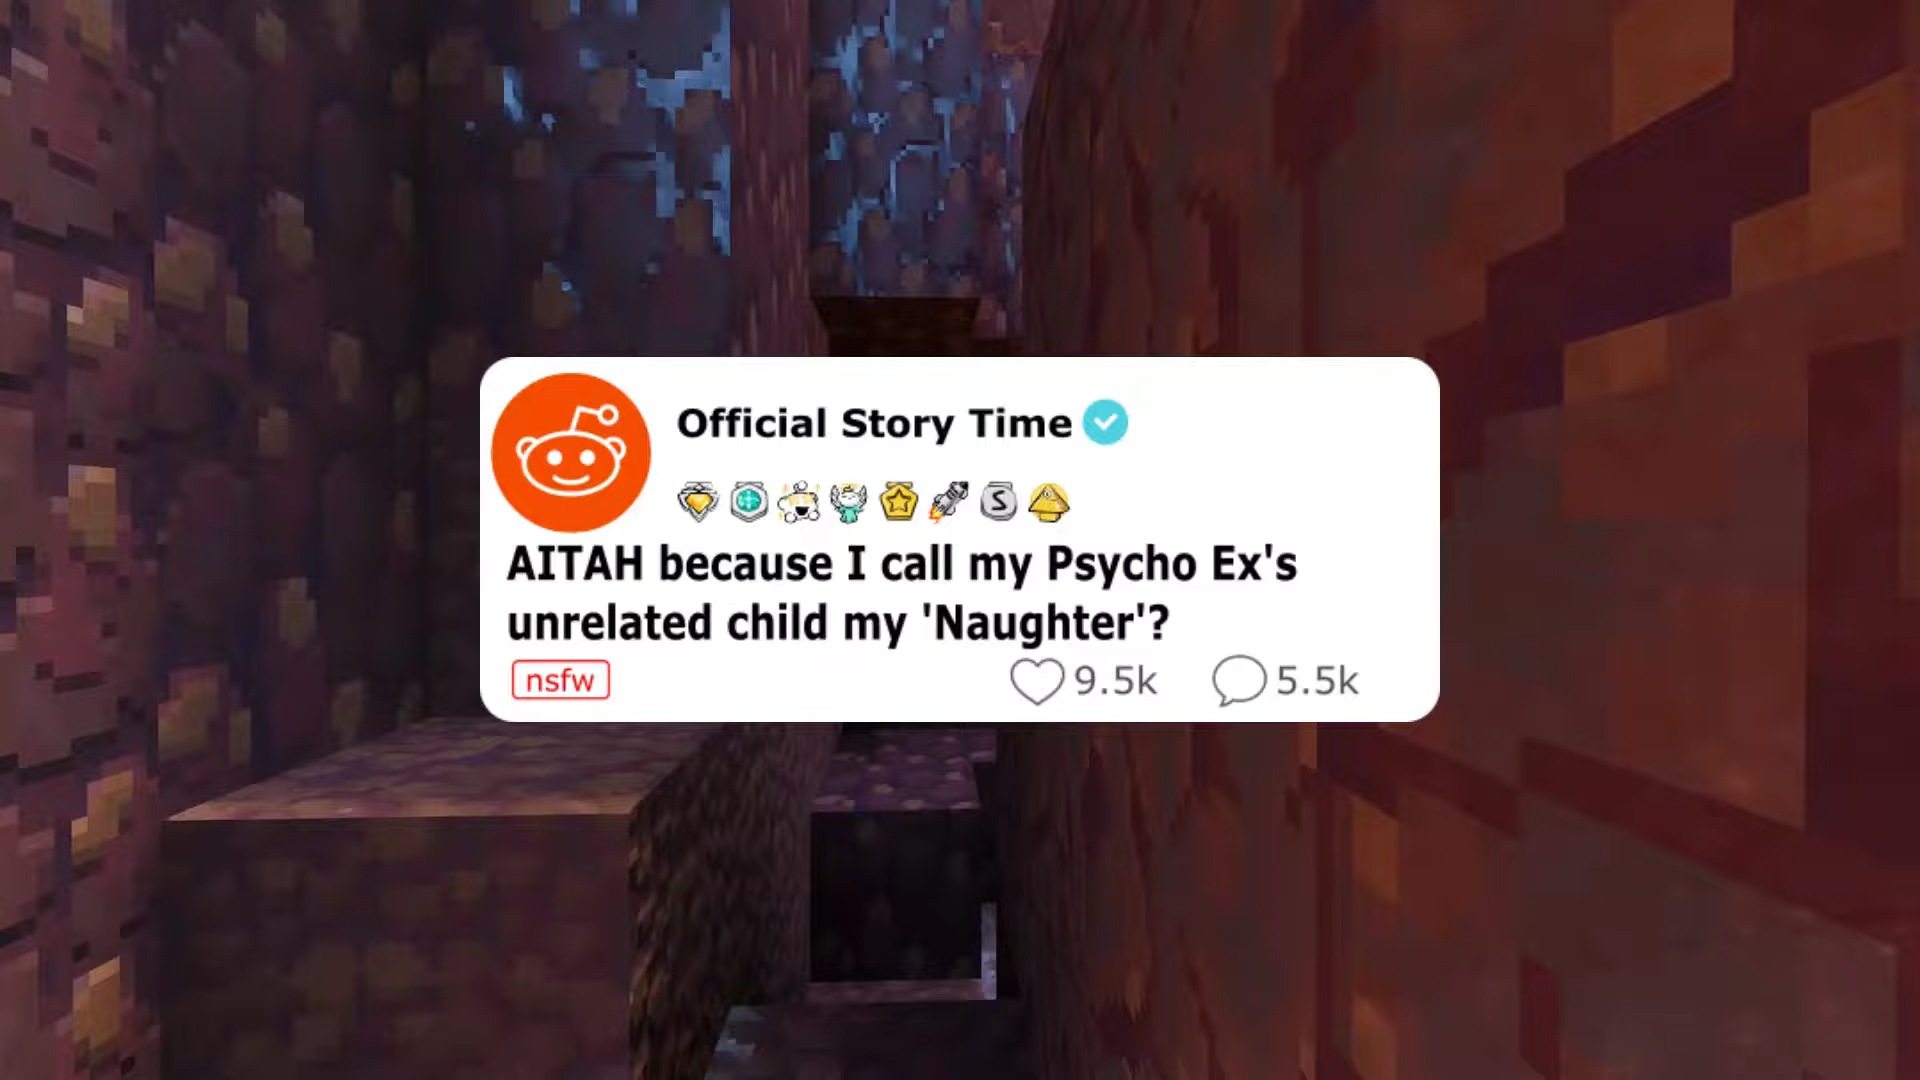 Official Story Time
AITAH because I call my Psycho Ex's
unrelated child my 'Naughter'?
nsfw
9.5k
5.5k